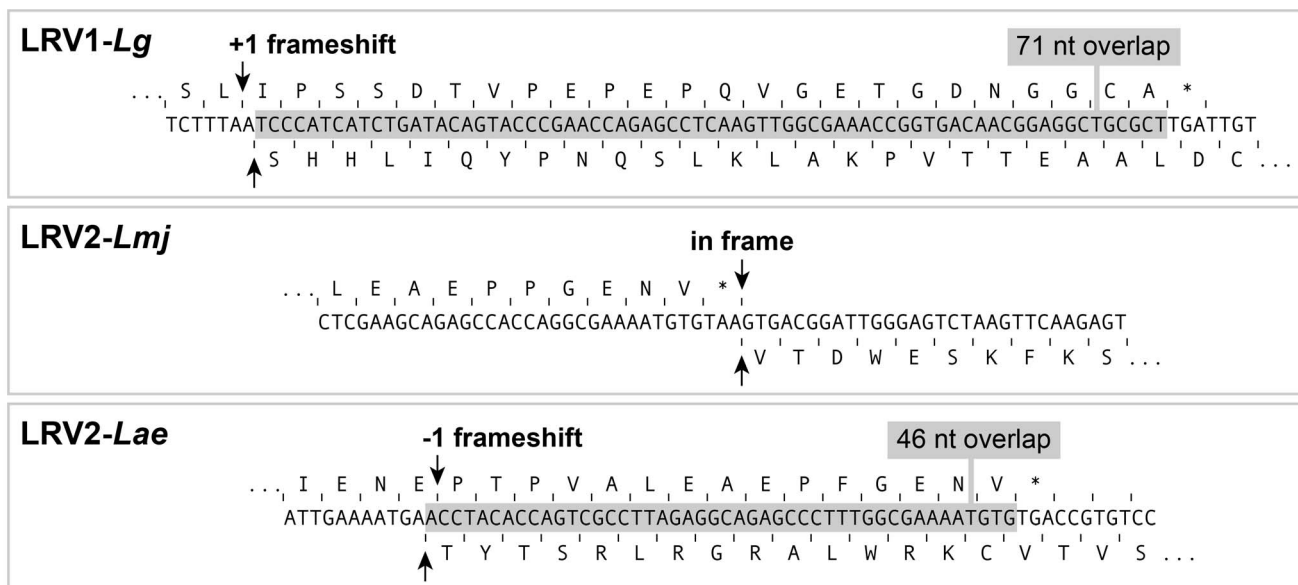 LRV1-Lg
+1 frameshift
71 nt overlap
... S L I P S S D T V P E P E P Q V G E T G D N G G C A *
TCTTTAATCCCATCATCTGATACAGTACCCGAACCAGAGCCTCAAGTTGGCGAAACCGGTGACAACGGAGGCTGCGCTTGATTGT
S H H L I Q Y P N Q S L K L A K P V T T E A A L D C ...
LRV2-Lmj
in frame
... L E A E P P G E N V *
CTCGAAGCAGAGCCACCAGGCGAAAATGTGTAAGTGACGGATTGGGAGTCTAAGTTCAAGAGT
V T D W E S K F K S ...
LRV2-Lae
-1 frameshift
46 nt overlap
... I E N E P T P V A L E A E P F G E N V *
ATTGAAAATGAACCTACACCAGTCGCCTTAGAGGCAGAGCCCTTTGGCGAAAATGTGTGACCGTGTCC
T Y T S R L R G R A L W R K C V T V S ...